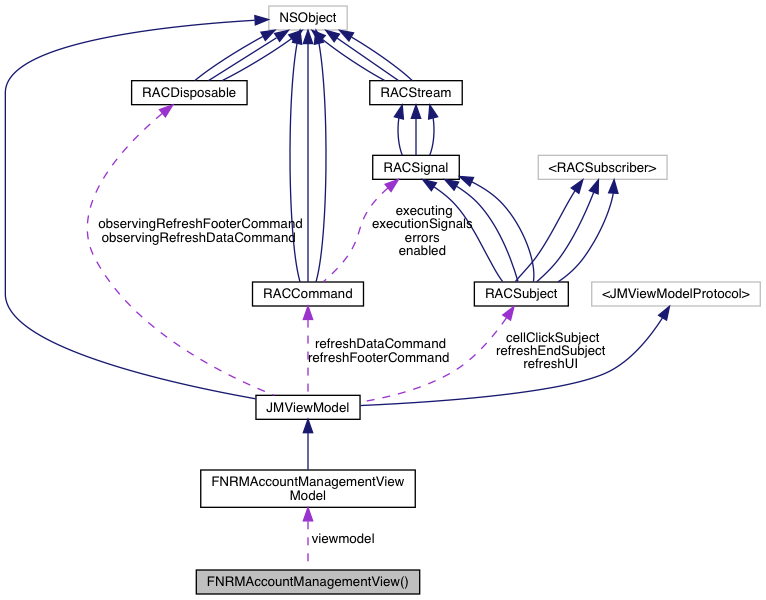 NSObject
RACDisposable
RACStream
RACSignal
<RACSubscriber>
observingRefreshFooterCommand
observingRefreshDataCommand
executing
executionSignals
errors
enabled
RACCommand
RACSubject
<JMViewModelProtocol>
refreshDataCommand
refreshFooterCommand
cellClickSubject
refreshEndSubject
refreshUI
JMViewModel
FNRMAccountManagementView
Model
viewmodel
FNRMAccountManagementView()